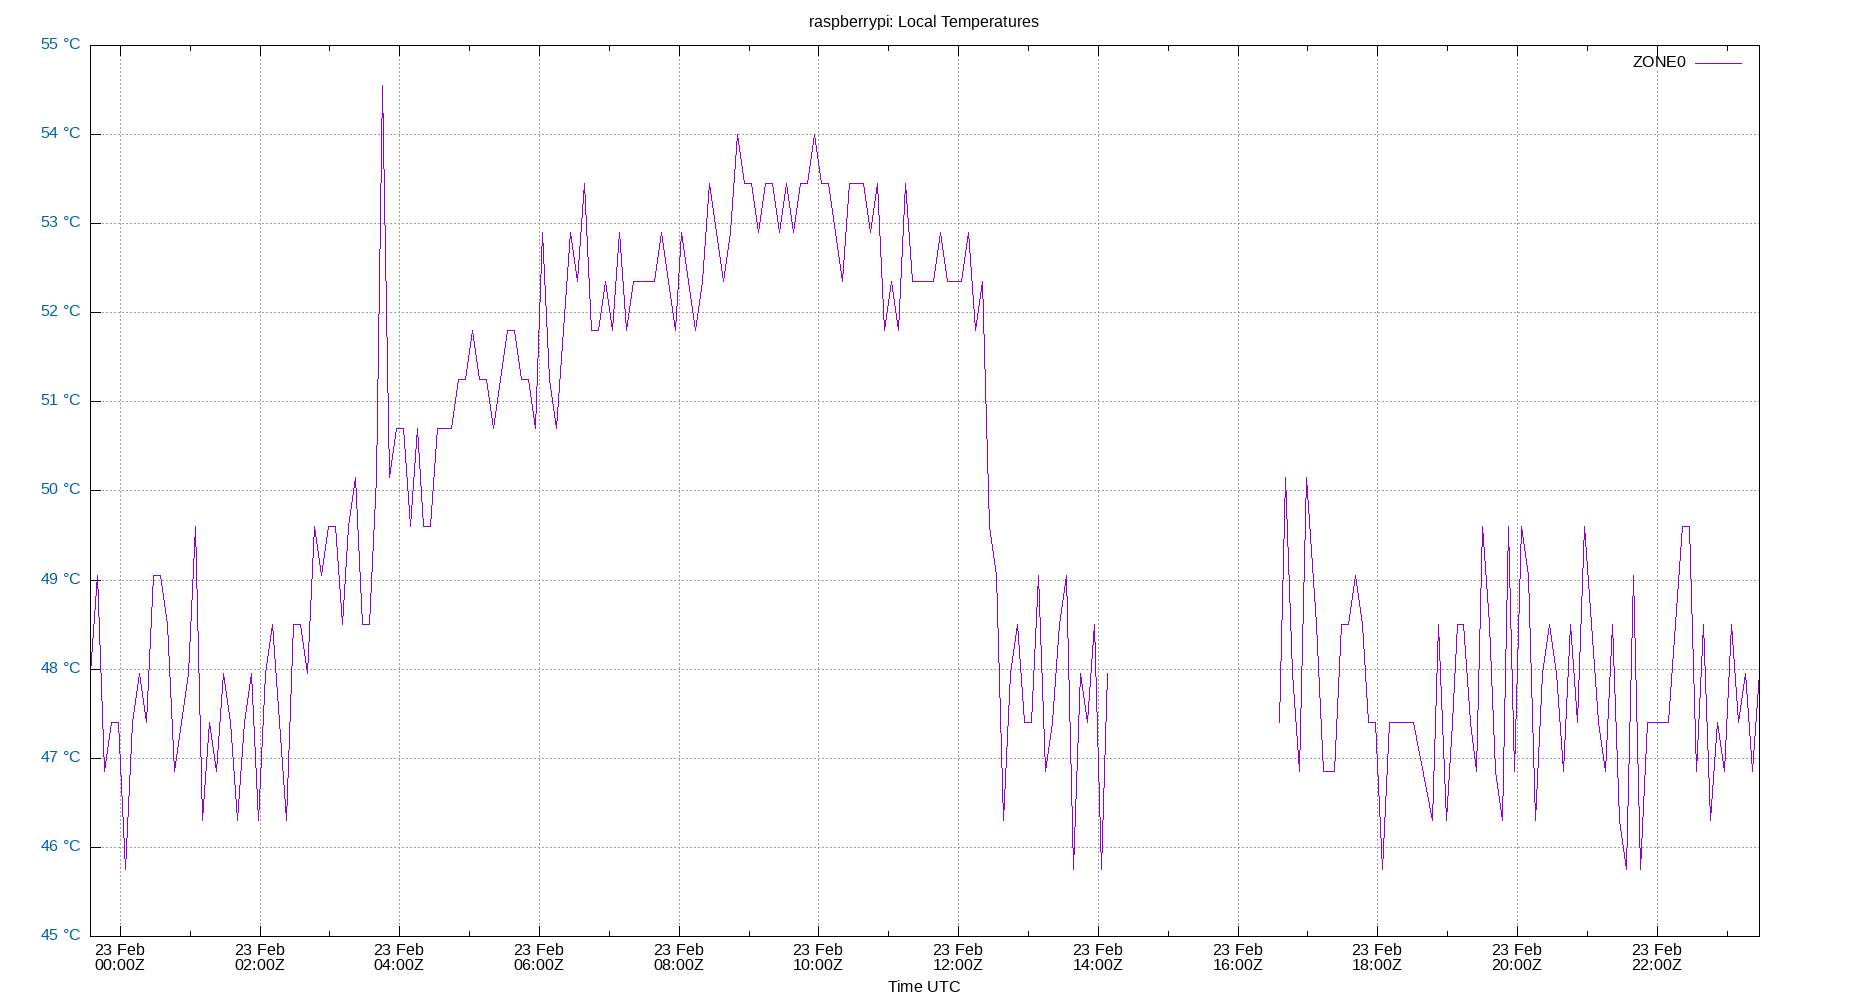 raspberrypi: Local Temperatures
ZONE0
55 °C
54 °C
53 °C
52 °C
51 °C
50 °C
49 °C
48 °C
47 °C
46 °C
45 °C
23 Feb 23 Feb 23 Feb 23 Feb 23 Feb 23 Feb 23 Feb 23 Feb 23 Feb 23 Feb 23 Feb 23 Feb
00:00Z 02:00Z 04:00Z 06:00Z 08:00Z 10:00Z 12:00Z 14:00Z 16:00Z 18:00Z 20:00Z 22:00Z
Time UTC